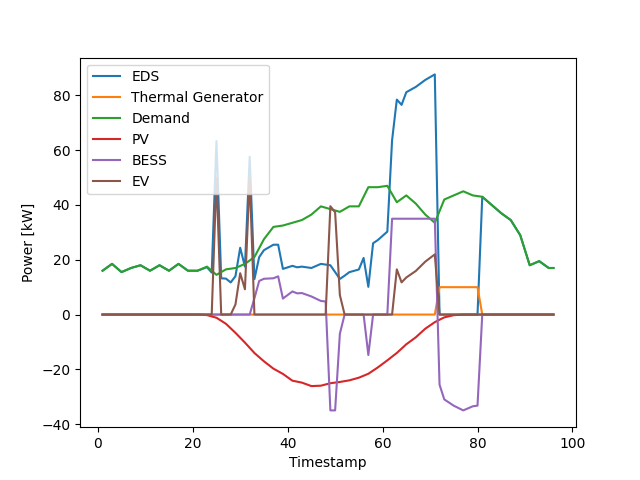 EDS
Thermal Generator
Demand
PV
BESS
EV
Power [kW]
80
60
40
20
0
−20
−40
0 20 40 60 80 100
Timestamp